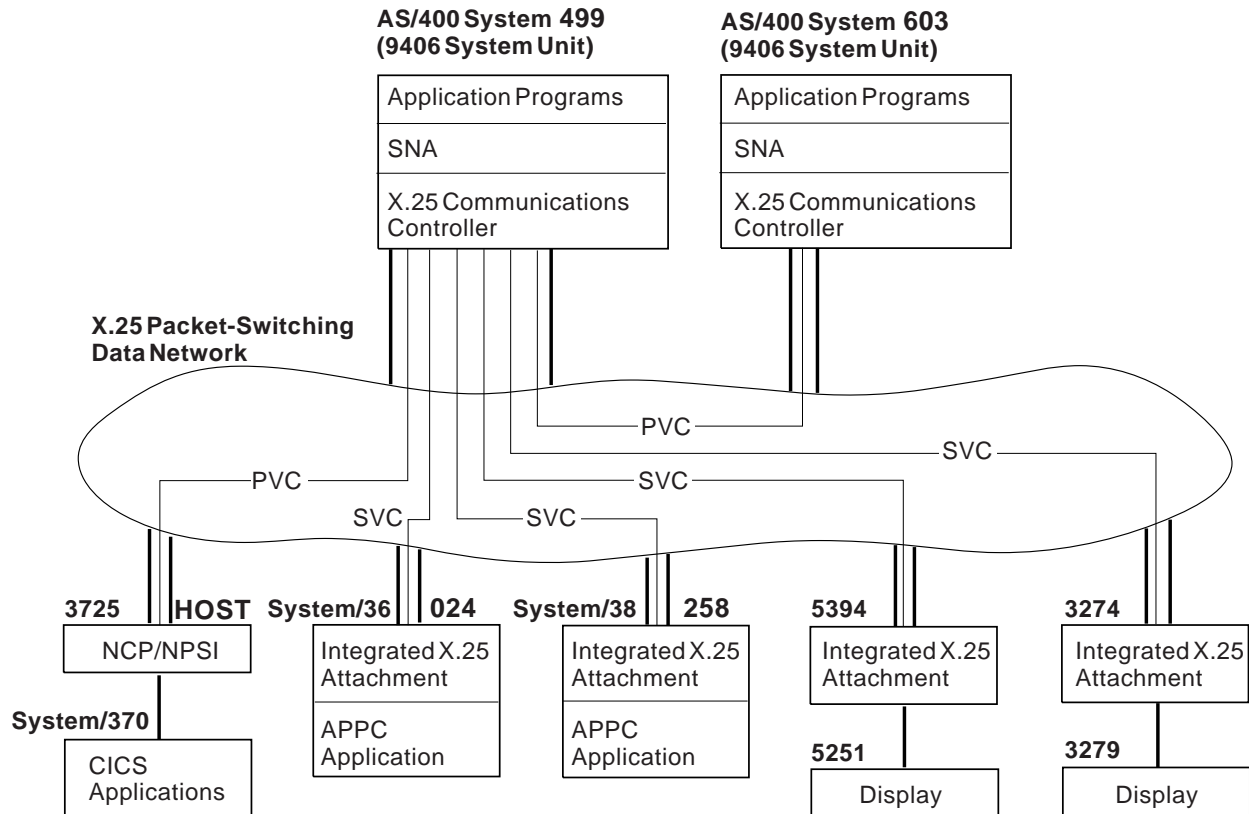 AS/400 System 499
(9406 System Unit)
AS/400 System 603
(9406 System Unit)
Application Programs
SNA
X.25 Communications
Controller
Application Programs
SNA
X.25 Communications
Controller
X.25 Packet-Switching
Data Network
PVC
SVC
PVC
SVC
SVC
SVC
3725
HOST
System/36
024
System/38
258
5394
3274
NCP/NPSI
Integrated X.25
Attachment
APPC
Application
Integrated X.25
Attachment
APPC
Application
Integrated X.25
Attachment
Integrated X.25
Attachment
System/370
CICS
Applications
5251
Display
3279
Display